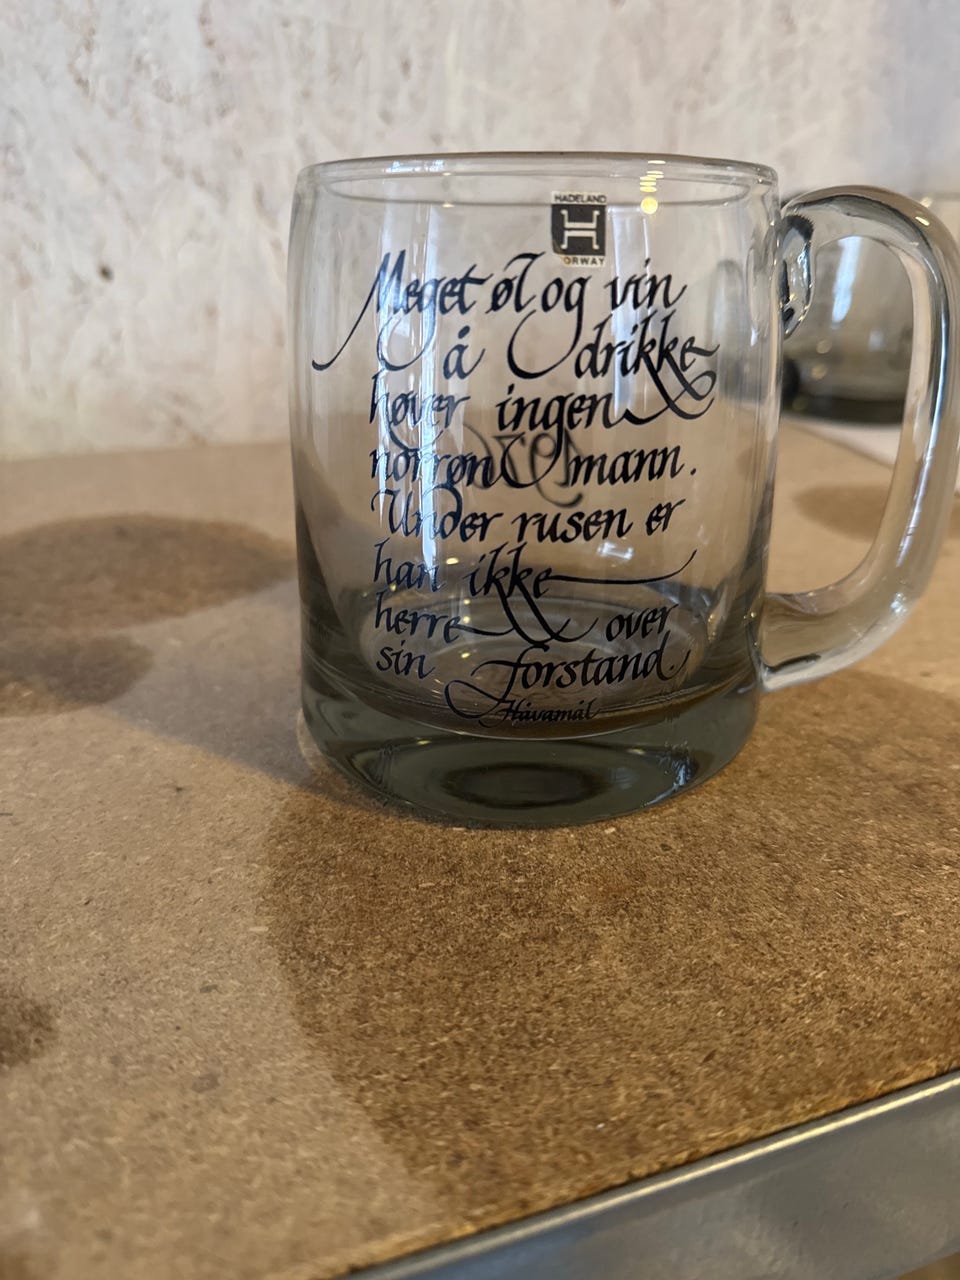 HADELAND
ORWAY
Meget øl og vin
å drikke
høver ingen
norrøn mann.
Under rusen er
han ikke
herre over
sin forstand.
Håvamål